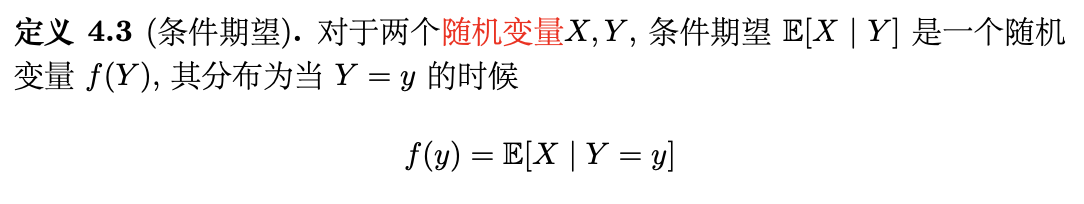 定义 4.3 (条件期望). 对于两个随机变量X, Y, 条件期望 𝔼[X | Y] 是一个随机
变量 f(Y), 其分布为当 Y = y 的时候
f(y) = 𝔼[X | Y = y]